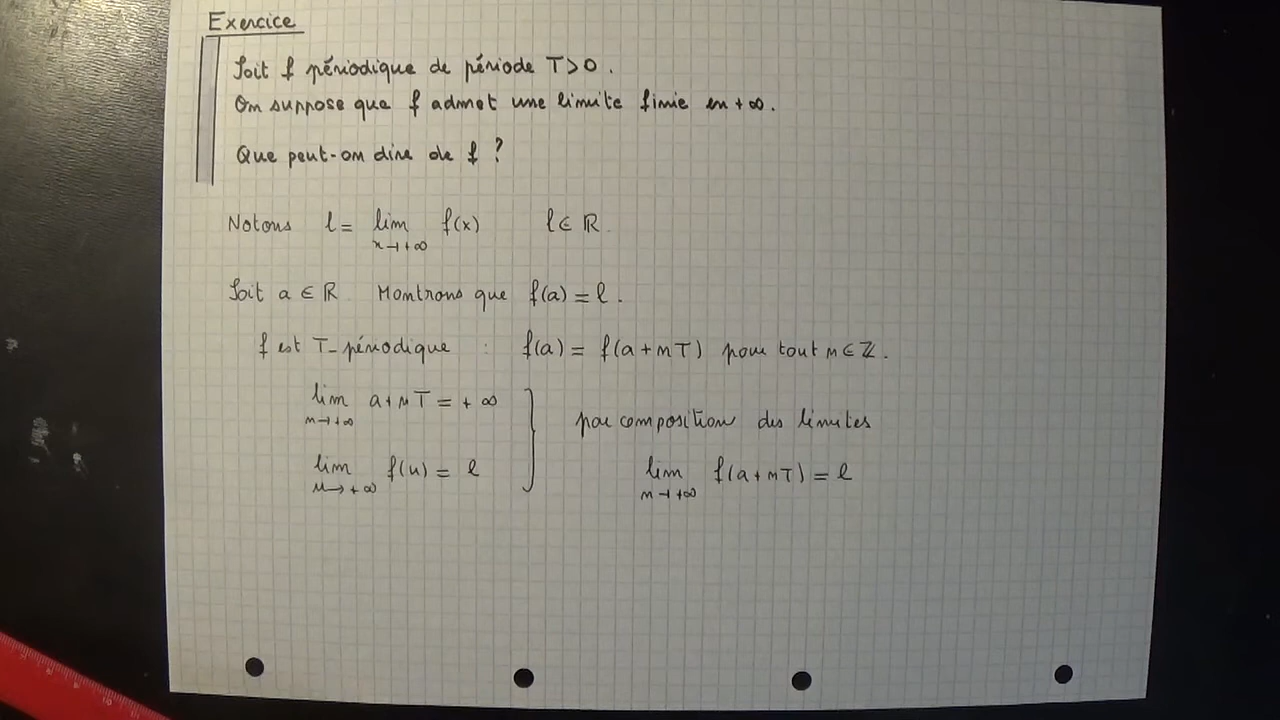 Exercice
Soit f périodique de période T>0.
On suppose que f admet une limite finie en +∞.
Que peut-on dire de f ?
Notons l = lim f(x) l ∈ ℝ
x→+∞
Soit a ∈ ℝ Montrons que f(a) = l.
f est T-périodique : f(a) = f(a+nT) pour tout n ∈ ℤ.
lim a+nT = +∞
n→+∞
par composition des limites
lim f(u) = l
u→+∞
lim f(a+nT) = l
n→+∞